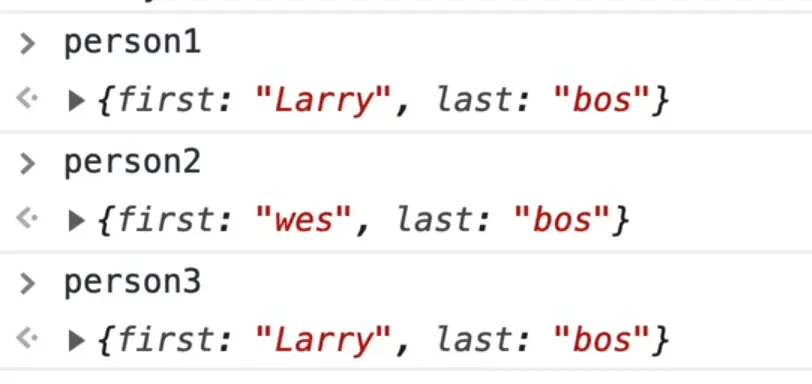 > person1
<· ▶ {first: "Larry", last: "bos"}
> person2
<· ▶ {first: "wes", last: "bos"}
> person3
<· ▶ {first: "Larry", last: "bos"}